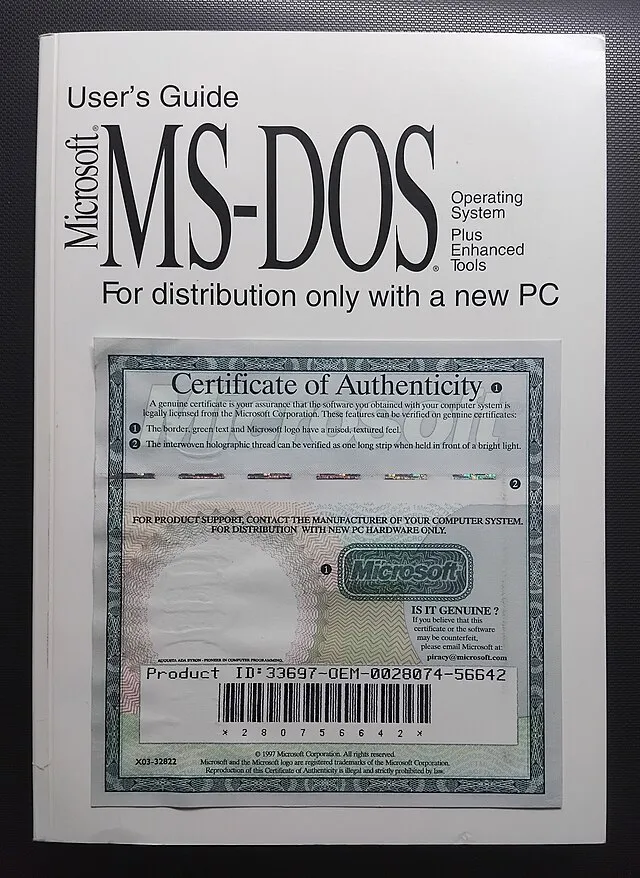 User's Guide
Microsoft®
MS-DOS®
Operating
System
Plus
Enhanced
Tools
For distribution only with a new PC
Certificate of Authenticity ❶
A genuine certificate is your assurance that the software you obtained with your computer system is
legally licensed from the Microsoft Corporation. These features can be verified on genuine certificates:
❶ The border, green text and Microsoft logo have a raised, textured feel.
❷ The interwoven holographic thread can be verified as one long strip when held in front of a bright light.
❷
FOR PRODUCT SUPPORT, CONTACT THE MANUFACTURER OF YOUR COMPUTER SYSTEM.
FOR DISTRIBUTION WITH NEW PC HARDWARE ONLY.
❶ Microsoft
IS IT GENUINE ?
If you believe that this
certificate or the software
may be counterfeit,
please email Microsoft at:
piracy@microsoft.com
AUGUSTA ADA BYRON - PIONEER IN COMPUTER PROGRAMMING.
Product ID:33697-OEM-0028074-56642
* 2 8 0 7 5 6 6 4 2 *
© 1997 Microsoft Corporation. All rights reserved.
X03-32822
Microsoft and the Microsoft logo are registered trademarks of the Microsoft Corporation.
Reproduction of this Certificate of Authenticity is illegal and strictly prohibited by law.